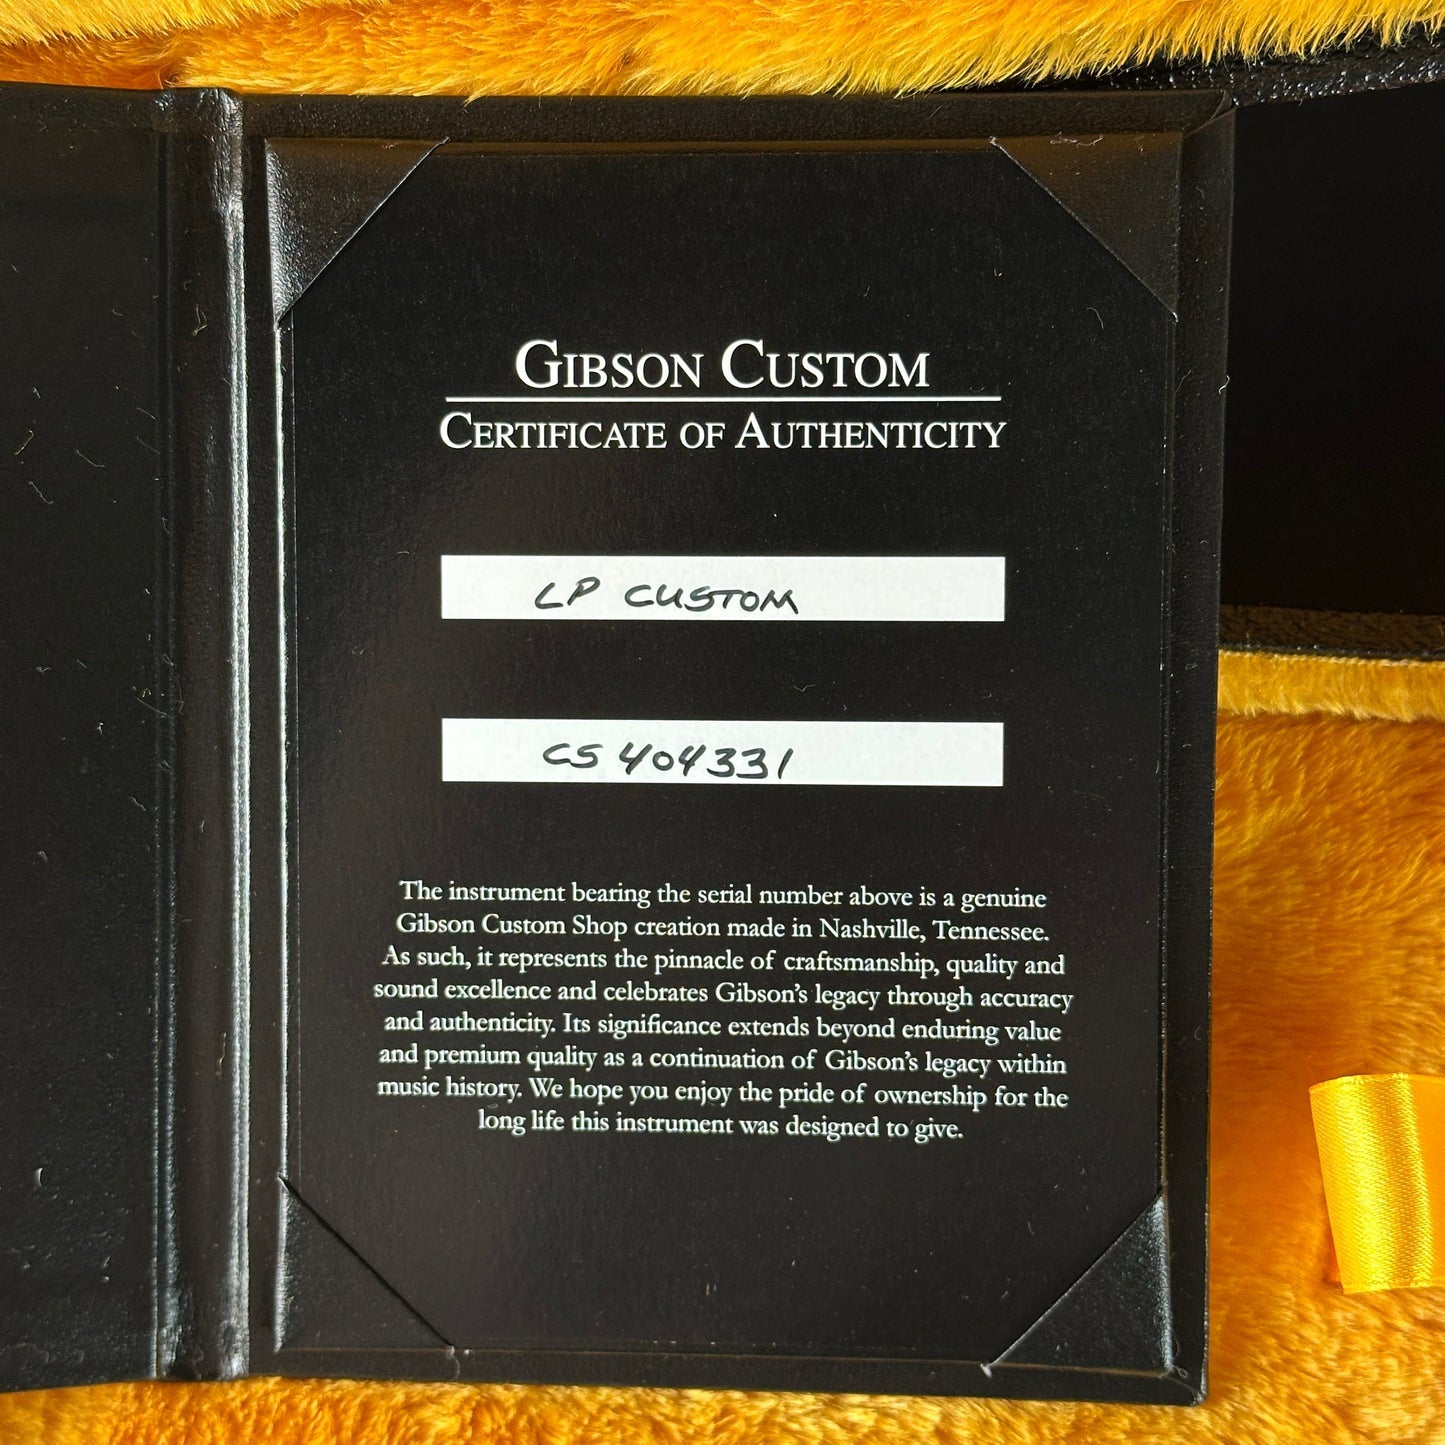 GIBSON CUSTOM
CERTIFICATE OF AUTHENTICITY
LP CUSTOM
CS 404331
The instrument bearing the serial number above is a genuine
Gibson Custom Shop creation made in Nashville, Tennessee.
As such, it represents the pinnacle of craftsmanship, quality and
sound excellence and celebrates Gibson's legacy through accuracy
and authenticity. Its significance extends beyond enduring value
and premium quality as a continuation of Gibson's legacy within
music history. We hope you enjoy the pride of ownership for the
long life this instrument was designed to give.